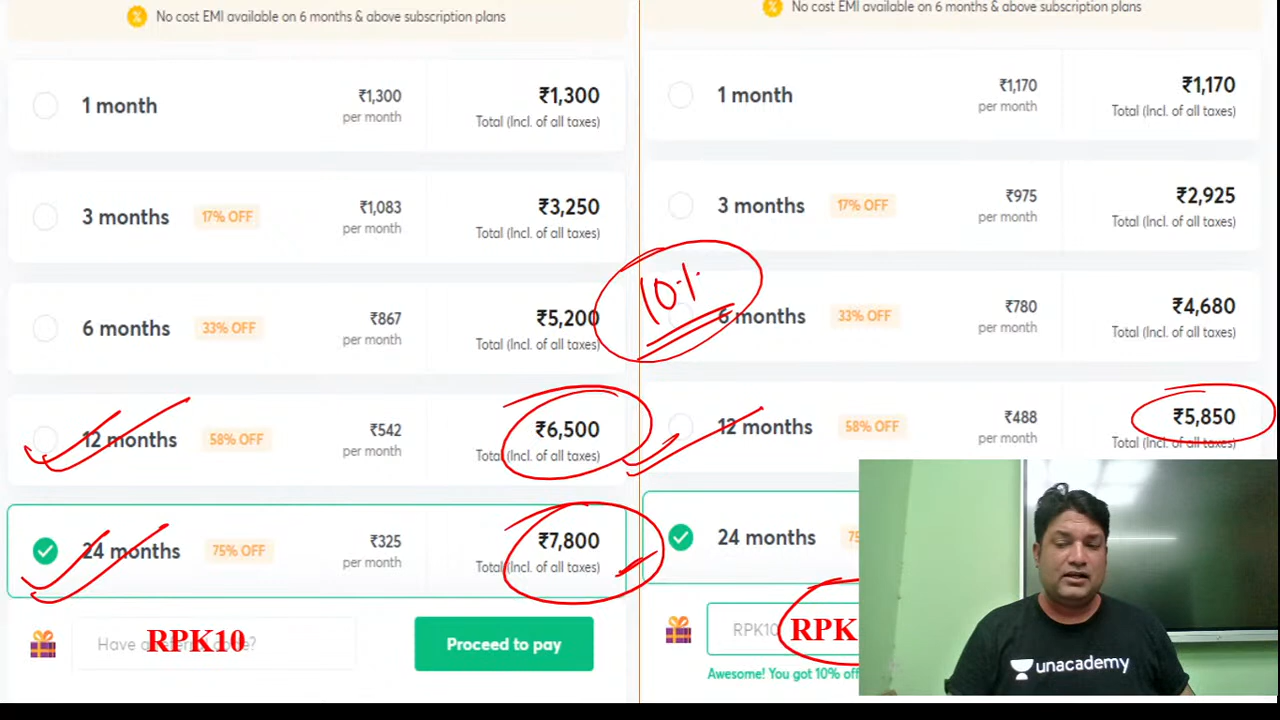 No cost EMI available on 6 months & above subscription plans
1 month
₹1,300
per month
₹1,300
Total (Incl. of all taxes)
3 months
17% OFF
₹1,083
per month
₹3,250
Total (Incl. of all taxes)
6 months
33% OFF
₹867
per month
₹5,200
Total (Incl. of all taxes)
12 months
58% OFF
₹542
per month
₹6,500
Total (Incl. of all taxes)
24 months
75% OFF
₹325
per month
₹7,800
Total (Incl. of all taxes)
RPK10
Proceed to pay
No cost EMI available on 6 months & above subscription plans
1 month
₹1,170
per month
₹1,170
Total (Incl. of all taxes)
3 months
17% OFF
₹975
per month
₹2,925
Total (Incl. of all taxes)
10%
6 months
33% OFF
₹780
per month
₹4,680
Total (Incl. of all taxes)
12 months
58% OFF
₹488
per month
₹5,850
Total (Incl. of all taxes)
24 months
75
RPK10
RPK
Awesome! You got 10% off
unacademy